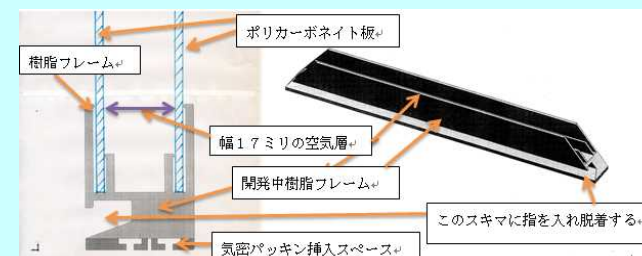 ポリカーボネイト板
樹脂フレーム
幅１７ミリの空気層
開発中樹脂フレーム
このスキマに指を入れ脱着する
気密パッキン挿入スペース